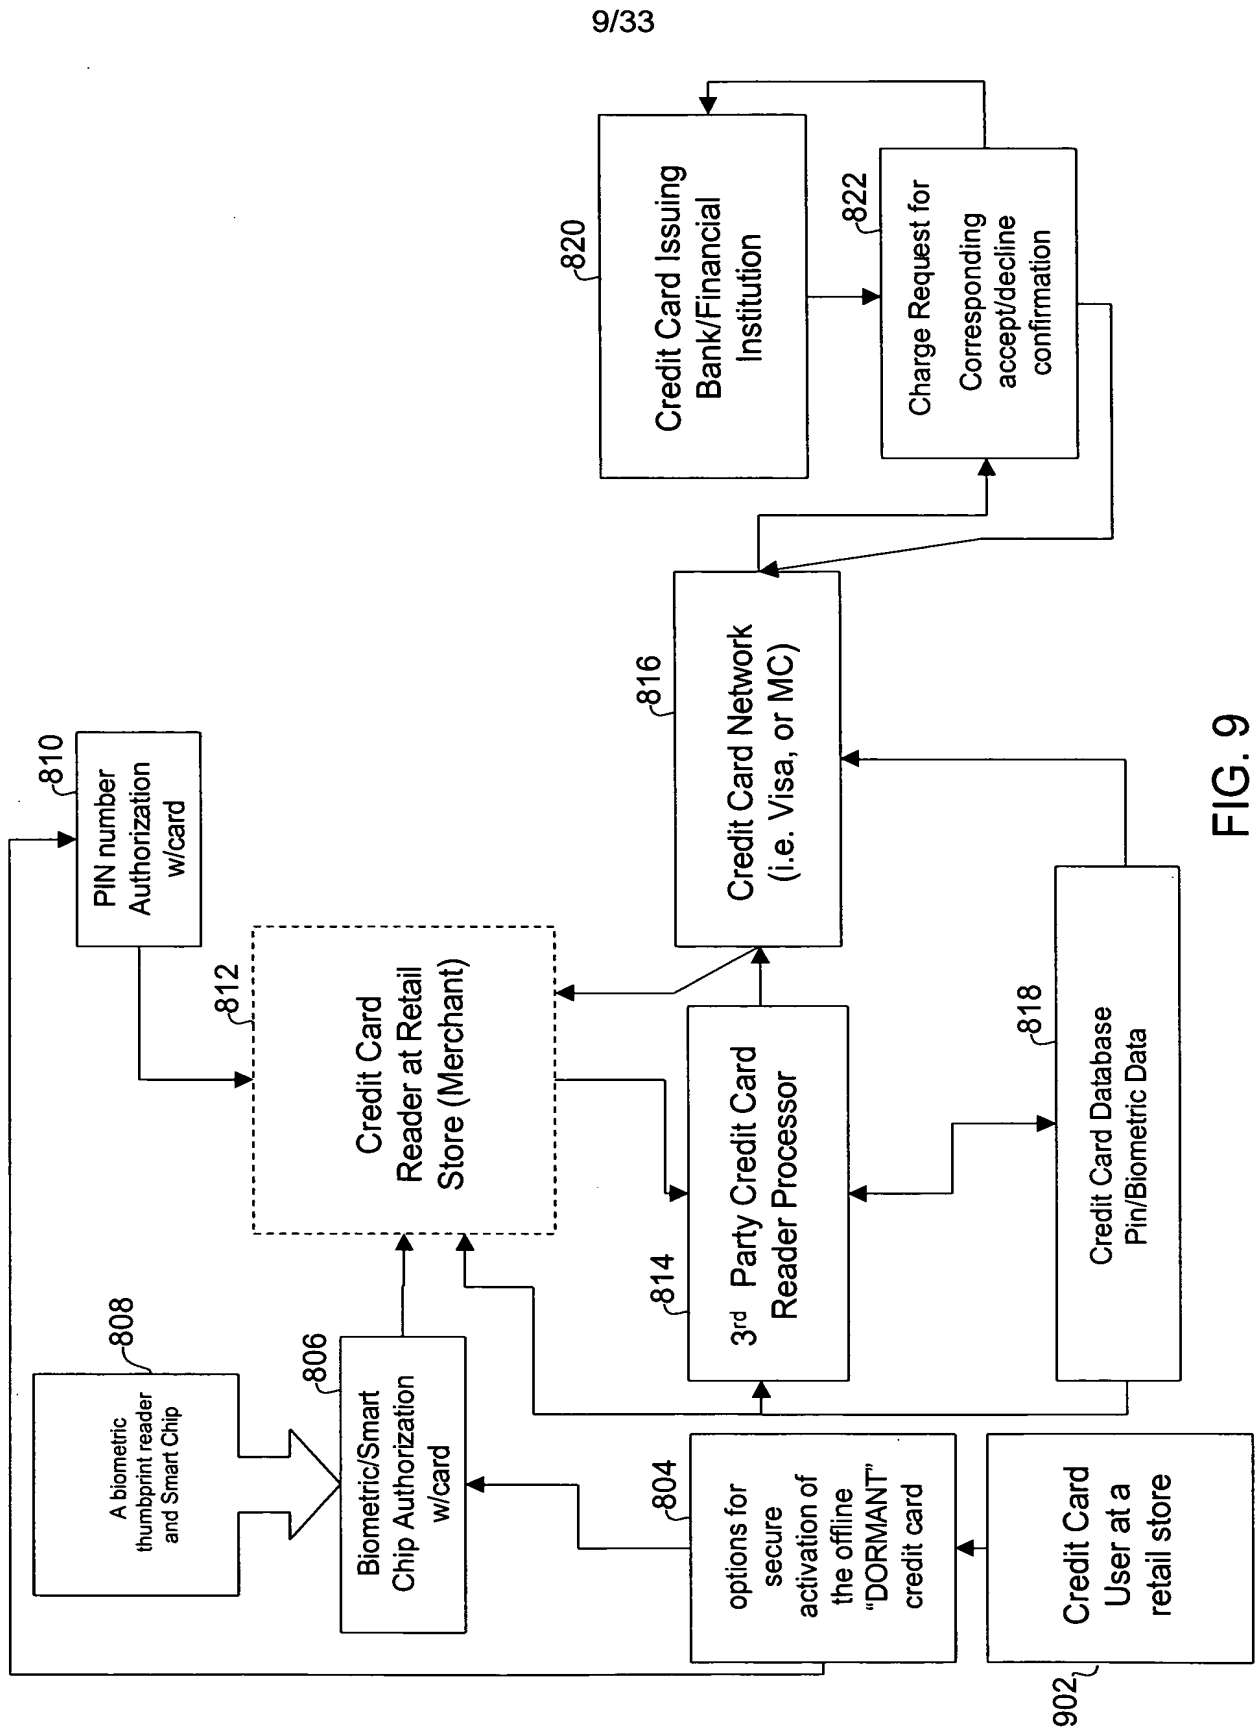 9/33
A biometric
thumbprint reader
and Smart Chip
808
PIN number
Authorization
w/card
810
Biometric/Smart
Chip Authorization
w/card
806
Credit Card
Reader at Retail
Store (Merchant)
812
options for
secure
activation of
the offline
“DORMANT”
credit card
804
3rd Party Credit Card
Reader Processor
814
Credit Card Network
(i.e. Visa, or MC)
816
Credit Card Issuing
Bank/Financial
Institution
820
Charge Request for
Corresponding
accept/decline
confirmation
822
Credit Card
User at a
retail store
902
Credit Card Database
Pin/Biometric Data
818
FIG. 9